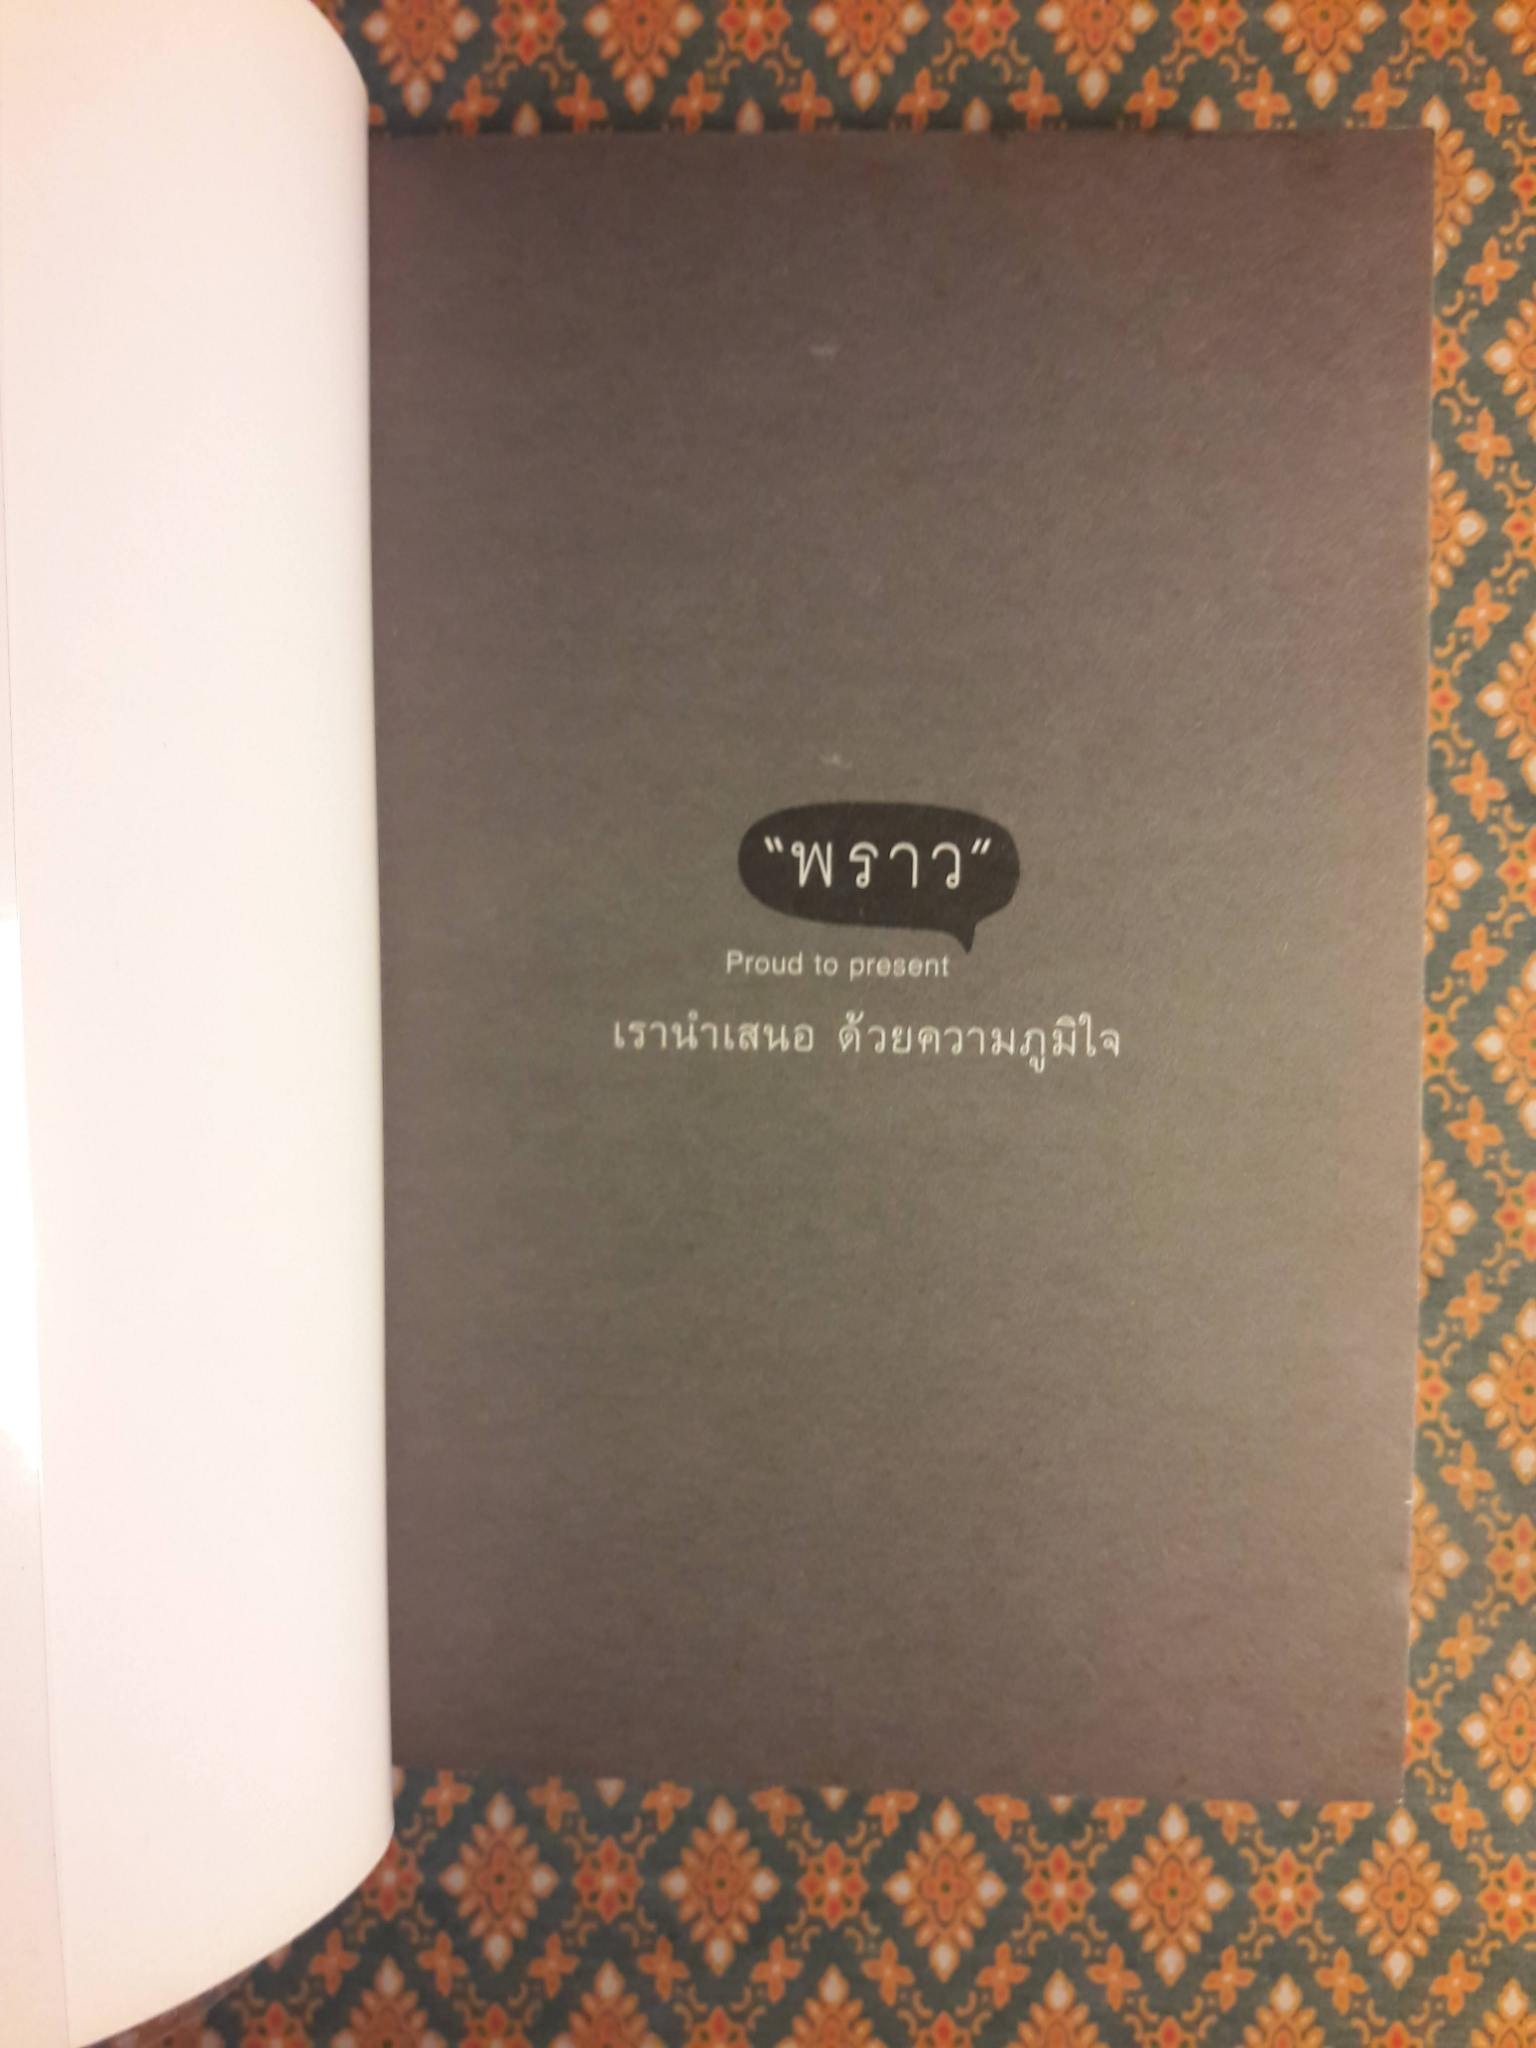 "พราว"
Proud to present
เรานำเสนอ ด้วยความภูมิใจ